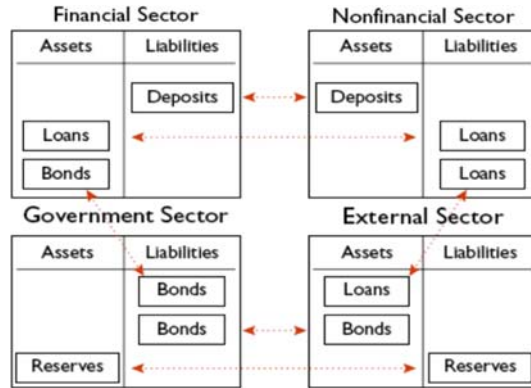 Financial Sector
Nonfinancial Sector
Assets
Liabilities
Assets
Liabilities
Deposits
Deposits
Loans
Loans
Bonds
Loans
Government Sector
External Sector
Assets
Liabilities
Assets
Liabilities
Bonds
Loans
Bonds
Bonds
Reserves
Reserves